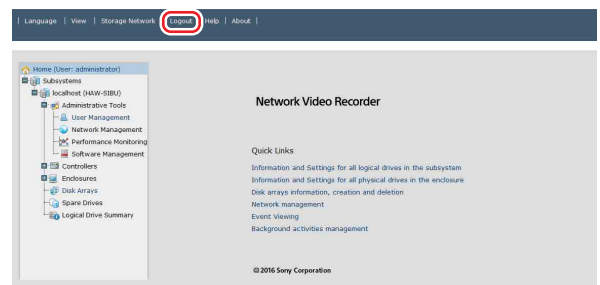 | Language | View | Storage Network | Logout | Help | About |
Home (User: administrator)
Subsystems
localhost (HAW-SIBU)
Administrative Tools
User Management
Network Management
Performance Monitoring
Software Management
Controllers
Enclosures
Disk Arrays
Spare Drives
Logical Drive Summary
Network Video Recorder
Quick Links
Information and Settings for all logical drives in the subsystem
Information and Settings for all physical drives in the enclosure
Disk arrays information, creation and deletion
Network management
Event Viewing
Background activities management
© 2016 Sony Corporation